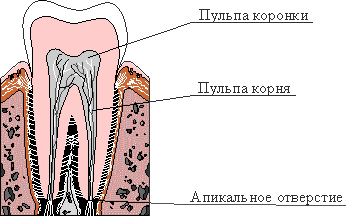 Пульпа коронки
Пульпа корня
Апикальное отверстие